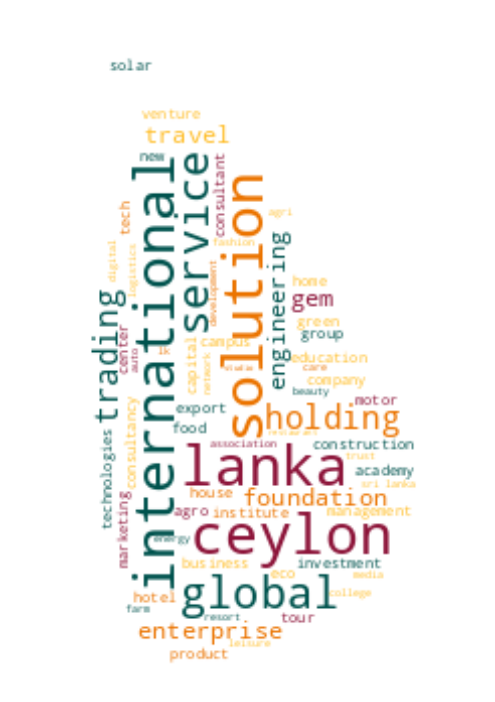 solar
venture
travel
new
international
service
consultant
solution
tech
agri
digital
logistics
fashion
engineering
development
home
gem
trading
center
auto
lk
capital
campus
network
studio
green
group
education
care
company
beauty
motor
export
food
holding
restaurant
consultancy
technologies
association
construction
lanka
trust
academy
sri lanka
marketing
house
foundation
agro
institute
management
ceylon
energy
business
investment
eco
media
global
college
hotel
farm
resort
tour
enterprise
leisure
product